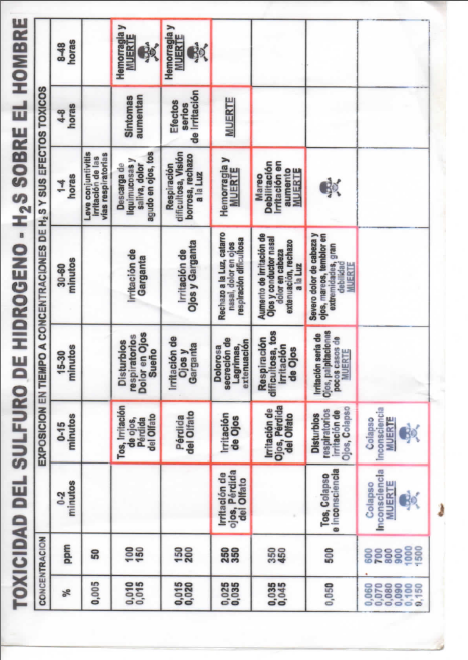 TOXICIDAD DEL SULFURO DE HIDROGENO - H₂S SOBRE EL HOMBRE
EXPOSICION EN TIEMPO A CONCENTRACIONES DE H₂S Y SUS EFECTOS TOXICOS
CONCENTRACION
%
ppm
0-2
minutos
0-15
minutos
15-30
minutos
30-60
minutos
1-4
horas
4-8
horas
8-48
horas
0,005
50
Leve conjuntivitis
Irritación de las
vías respiratorias
0,010
0,015
100
150
Tos, Irritación
de ojos,
Pérdida
del Olfato
Disturbios
respiratorios
Dolor en Ojos
Sueño
Irritación de
Garganta
Descarga de
saliva, dolor
agudo en ojos, tos
Síntomas
aumentan
Hemorragia y
MUERTE
0,015
0,020
150
200
Pérdida
del Olfato
Irritación de
Ojos y
Garganta
Irritación de
Ojos y Garganta
Respiración
dificultosa, Visión
borrosa, rechazo
a la Luz
Efectos
serios
de Irritación
Hemorragia y
MUERTE
0,025
0,035
250
350
Irritación de
ojos, Pérdida
del Olfato
Irritación
de Ojos
Dolorosa
secreción de
Lagrimas,
extenuación
Rechazo a la Luz, catarro
nasal, dolor en ojos
respiración dificultosa
Hemorragia y
MUERTE
MUERTE
0,035
0,045
350
450
Irritación de
Ojos, Pérdida
del Olfato
Respiración
dificultosa, tos
Irritación
de Ojos
Aumento de Irritación de
Ojos y conductor nasal
dolor en cabeza
extenuación, rechazo
a la Luz
Mareo
Debilitación
Irritación en
aumento
MUERTE
0,050
500
Tos, Colapso
e Inconsciencia
Disturbios
respiratorios
irritación de
Ojos, Colapso
Irritación seria de
Ojos, palpitaciones
pocos casos de
MUERTE
Severo dolor de cabeza y
ojos, mareos, temblor en
extremidades, gran
debilidad
MUERTE
0,060
0,070
0,080
0,090
0,100
9,150
600
700
800
900
1000
1500
Colapso
Inconsciencia
MUERTE
Colapso
Inconsciencia
MUERTE